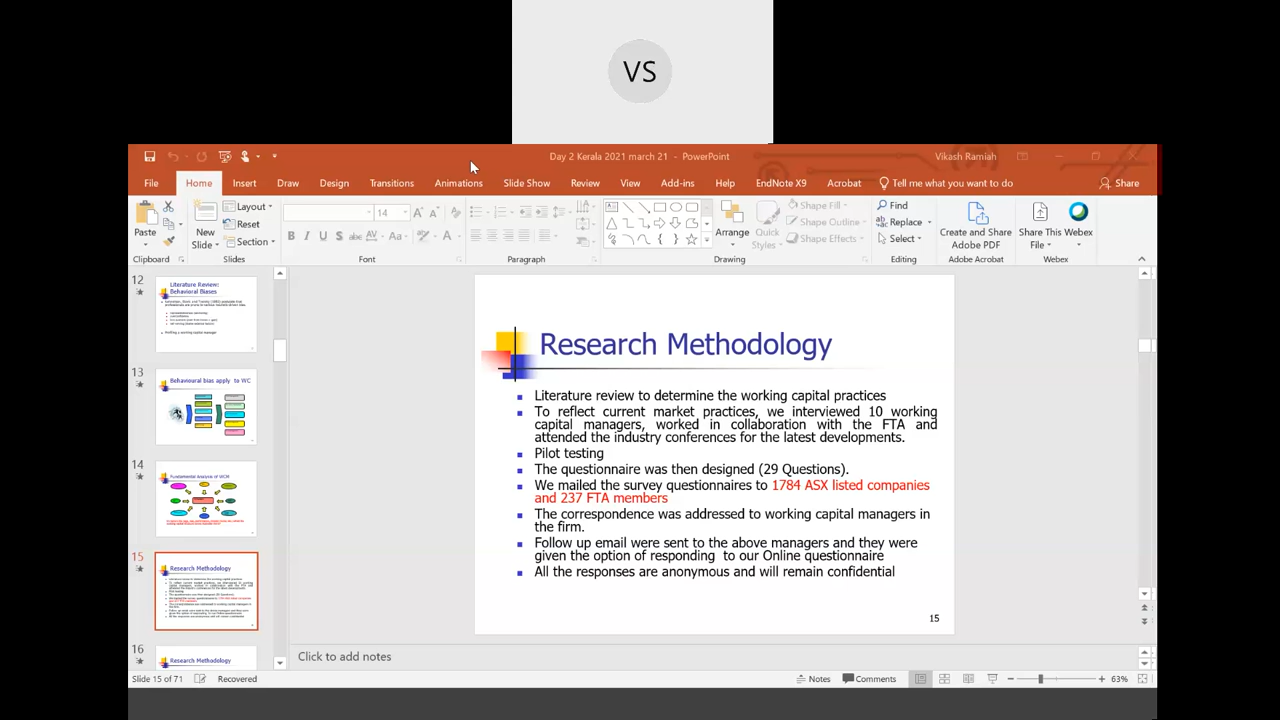 VS
Day 2 Kerala 2021 march 21 - PowerPoint
Vikash Ramiah
File Home Insert Draw Design Transitions Animations Slide Show Review View Add-ins Help EndNote X9 Acrobat Tell me what you want to do Share
Paste
New
Slide
Layout
Reset
Section
14
Arrange
Quick
Styles
Shape Fill
Shape Outline
Shape Effects
Find
Replace
Select
Create and Share
Adobe PDF
Share This
File
Webex
Clipboard Slides Font Paragraph Drawing Editing Adobe Acrobat Webex
12
Literature Review:
Behavioral Biases
13
Behavioural bias apply to WC
14
Fundamental Analysis of WCM
15
Research Methodology
16
Research Methodology
Research Methodology
Literature review to determine the working capital practices
To reflect current market practices, we interviewed 10 working
capital managers, worked in collaboration with the FTA and
attended the industry conferences for the latest developments.
Pilot testing
The questionnaire was then designed (29 Questions).
We mailed the survey questionnaires to 1784 ASX listed companies
and 237 FTA members
The correspondence was addressed to working capital managers in
the firm.
Follow up email were sent to the above managers and they were
given the option of responding to our Online questionnaire
All the responses are anonymous and will remain confidential
15
Click to add notes
Slide 15 of 71 Recovered Notes Comments 63%